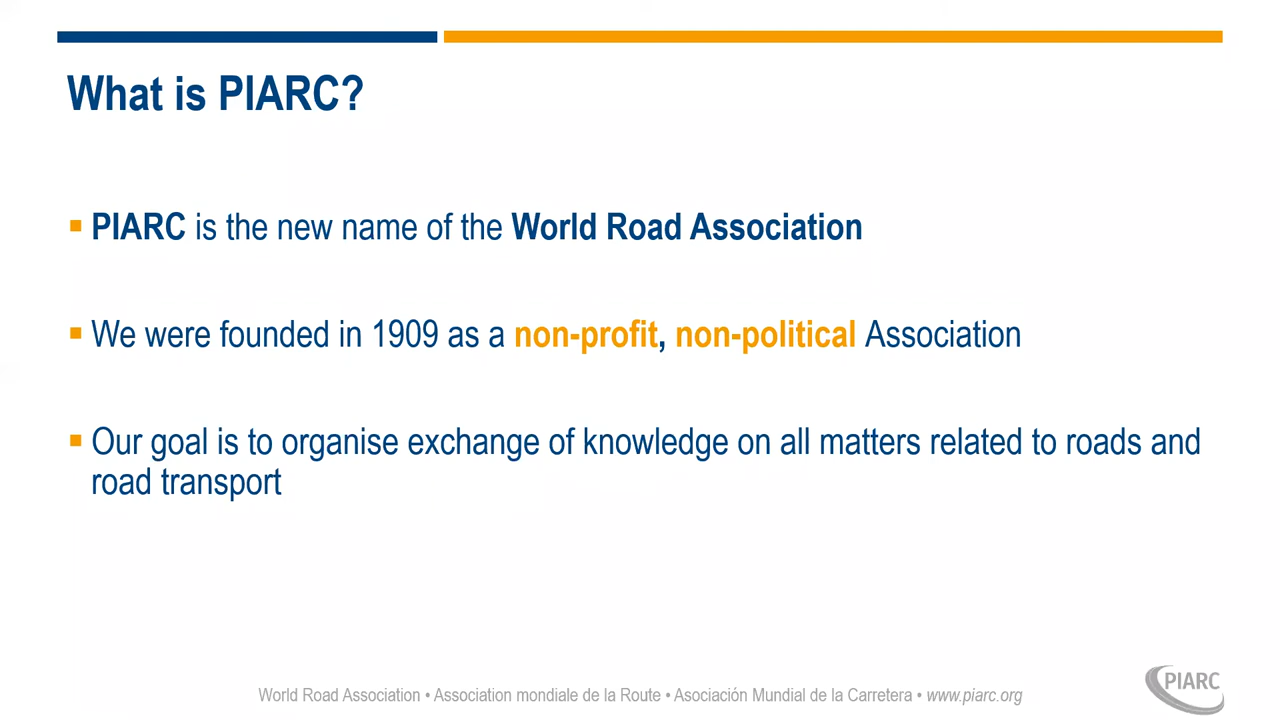 What is PIARC?
▪ PIARC is the new name of the World Road Association
▪ We were founded in 1909 as a non-profit, non-political Association
▪ Our goal is to organise exchange of knowledge on all matters related to roads and
road transport
World Road Association • Association mondiale de la Route • Asociación Mundial de la Carretera • www.piarc.org
PIARC